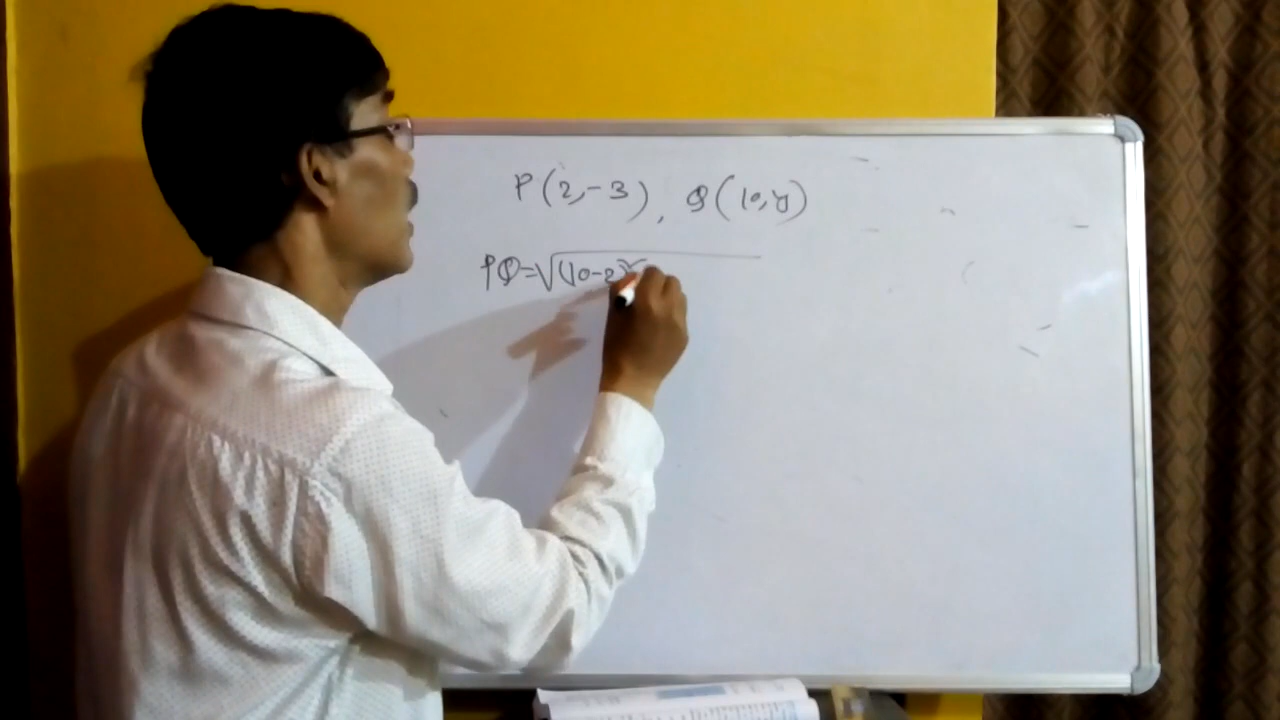 P(2,-3), Q(10,y)
PQ=√(10-2)²